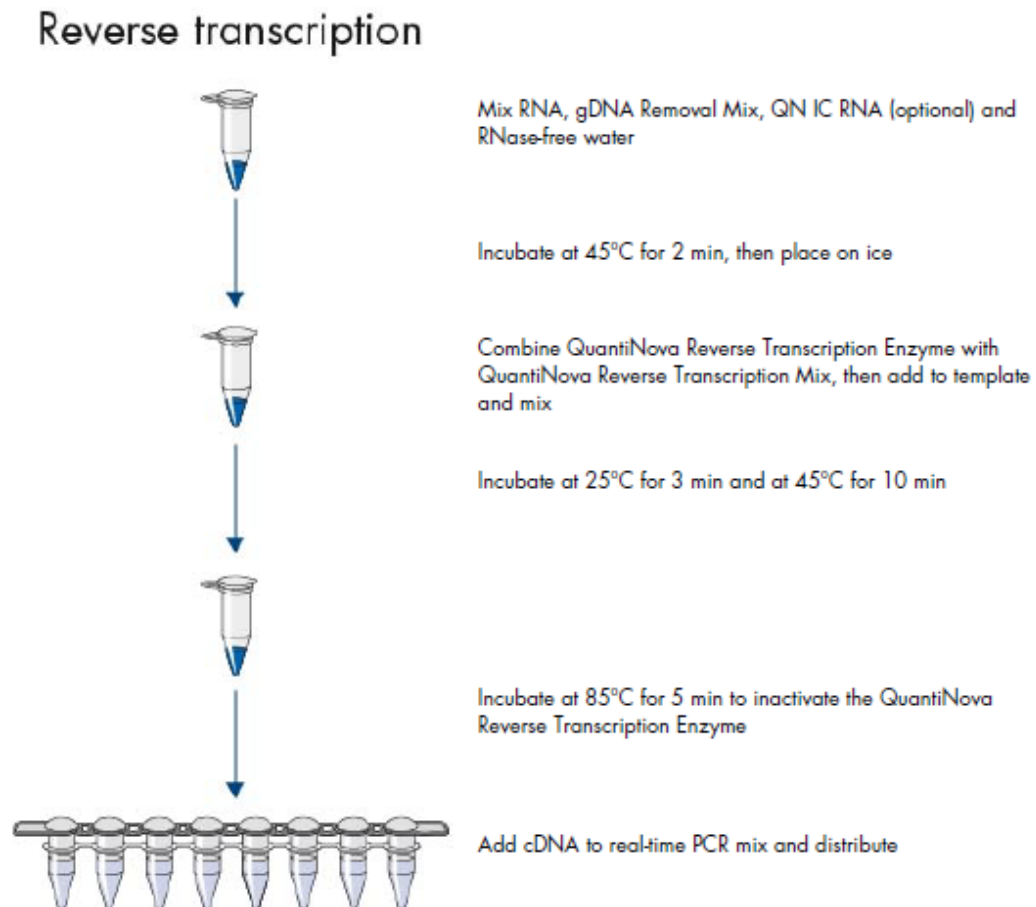 Reverse transcription
Mix RNA, gDNA Removal Mix, QN IC RNA (optional) and
RNase-free water
Incubate at 45°C for 2 min, then place on ice
Combine QuantiNova Reverse Transcription Enzyme with
QuantiNova Reverse Transcription Mix, then add to template
and mix
Incubate at 25°C for 3 min and at 45°C for 10 min
Incubate at 85°C for 5 min to inactivate the QuantiNova
Reverse Transcription Enzyme
Add cDNA to real-time PCR mix and distribute